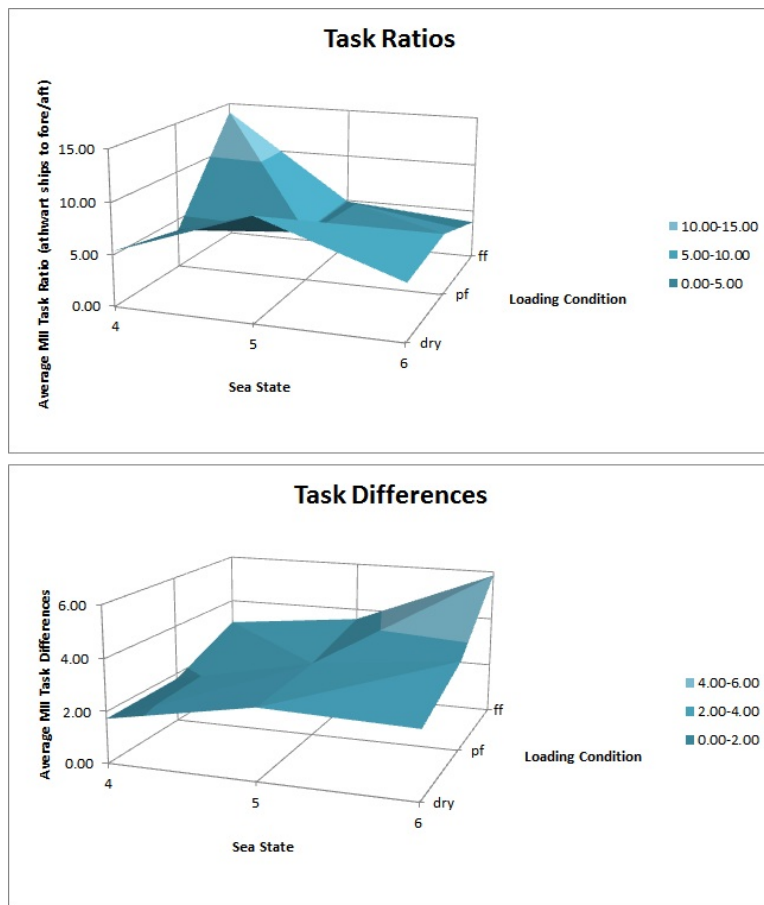 Task Ratios
Average MII Task Ratio (athwart ships to fore/aft)
15.00
10.00
5.00
0.00
4
5
6
Sea State
dry
pf
ff
Loading Condition
10.00-15.00
5.00-10.00
0.00-5.00
Task Differences
Average MII Task Differences
6.00
4.00
2.00
0.00
4
5
6
Sea State
dry
pf
ff
Loading Condition
4.00-6.00
2.00-4.00
0.00-2.00